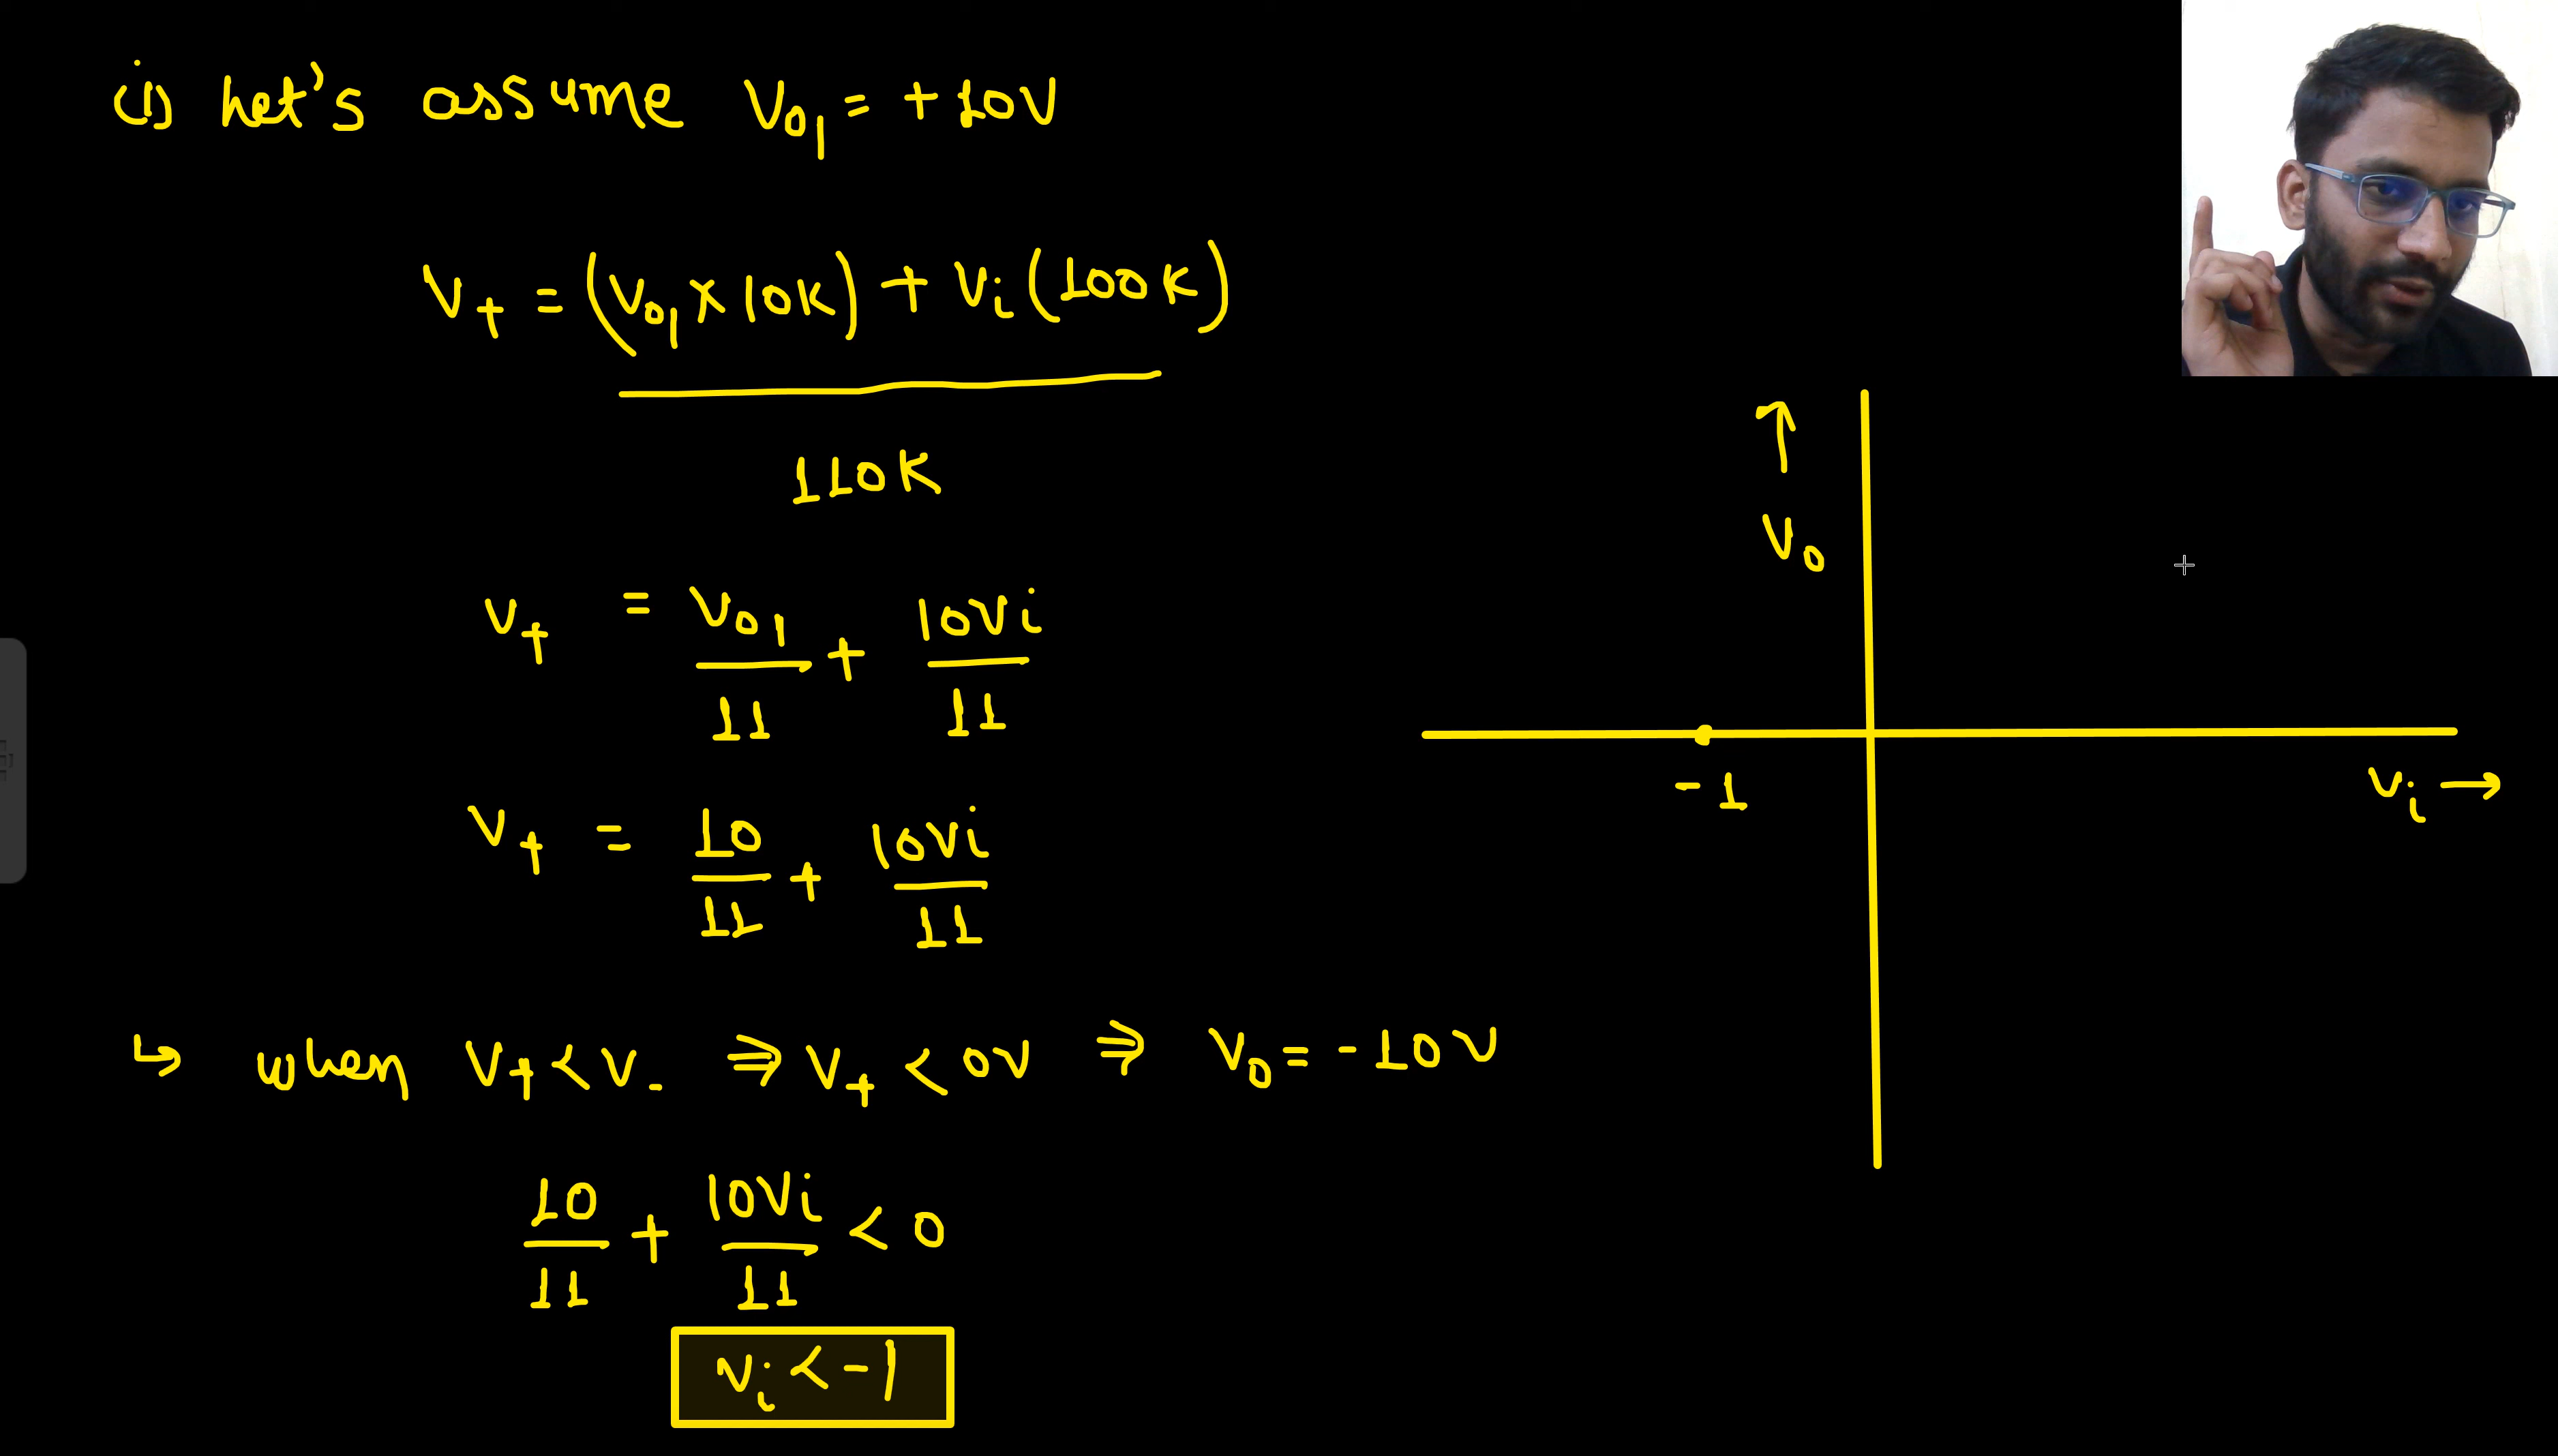 (i) Let's assume V01 = +10V
V+ = (V01 × 10K) + Vi (100K)
110K
V+ = V01/11 + 10Vi/11
V+ = 10/11 + 10Vi/11
↳ when V+ < V- ⇒ V+ < 0V ⇒ V0 = -10V
10/11 + 10Vi/11 < 0
Vi < -1
↑
V0
-1
Vi →